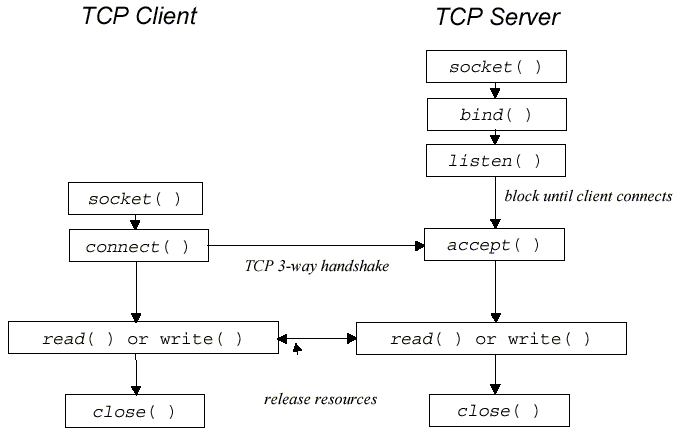 TCP Client
TCP Server
socket( )
bind( )
listen( )
block until client connects
socket( )
connect( )
accept( )
TCP 3-way handshake
read( ) or write( )
read( ) or write( )
release resources
close( )
close( )